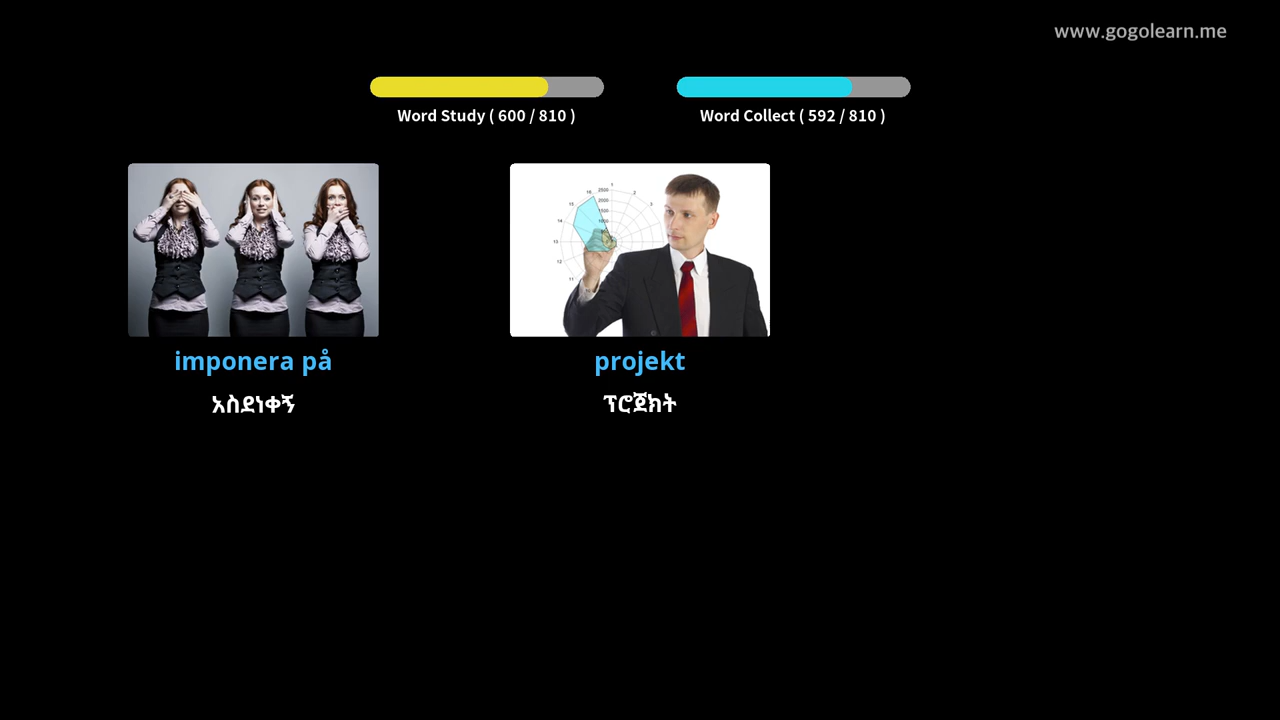 www.gogolearn.me
Word Study ( 600 / 810 )
Word Collect ( 592 / 810 )
imponera på
አስደነቀኝ
projekt
ፕሮጀክት